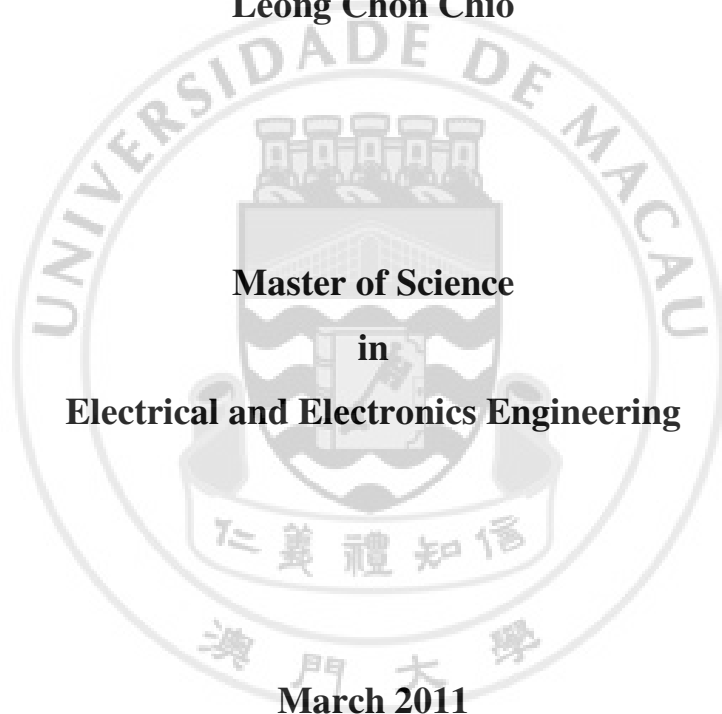 Leong Chon Chio
UNIVERSIDADE DE MACAU
Master of Science
in
Electrical and Electronics Engineering
仁義禮知信
澳門大學
March 2011